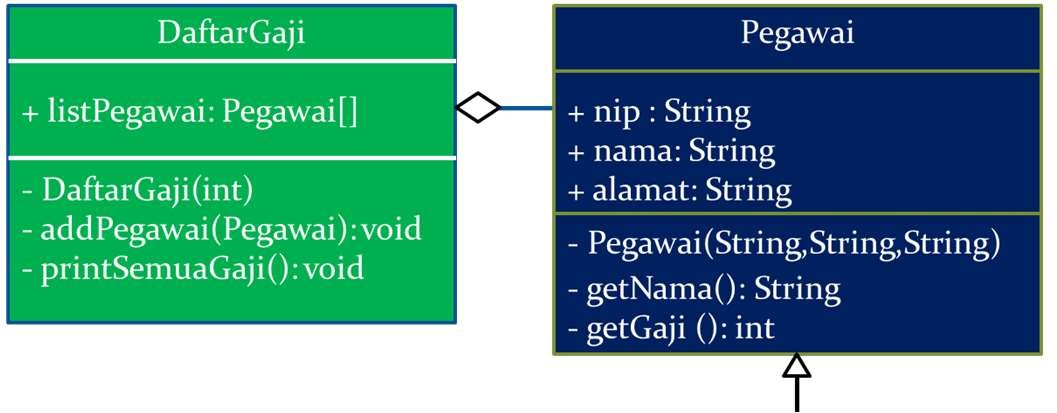 DaftarGaji
+ listPegawai: Pegawai[]
- DaftarGaji(int)
- addPegawai(Pegawai): void
- printSemuaGaji(): void
Pegawai
+ nip : String
+ nama: String
+ alamat: String
- Pegawai(String,String,String)
- getNama(): String
- getGaji (): int